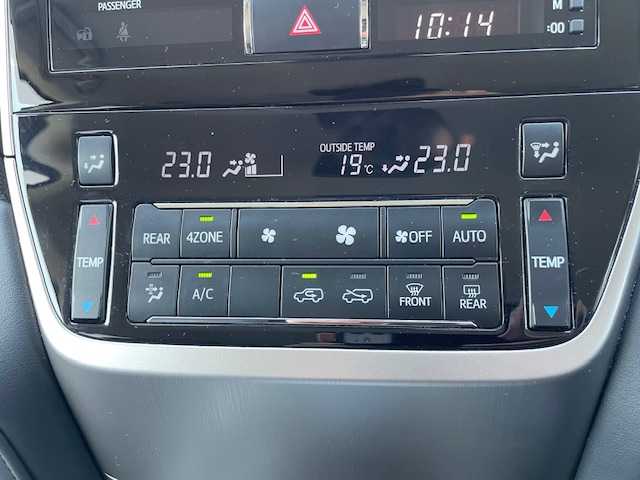 PASSENGER
10:14
M
:00
OUTSIDE TEMP
23.0
19°C
23.0
REAR
4ZONE
OFF
AUTO
TEMP
TEMP
A/C
FRONT
REAR